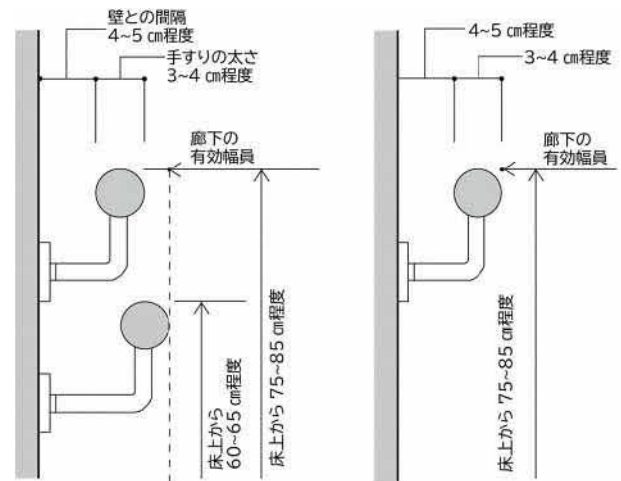 壁との間隔
4~5 ㎝程度
手すりの太さ
3~4 ㎝程度
廊下の
有効幅員
床上から
60~65 ㎝程度
床上から 75~85 ㎝程度
4~5 ㎝程度
3~4 ㎝程度
廊下の
有効幅員
床上から 75~85 ㎝程度